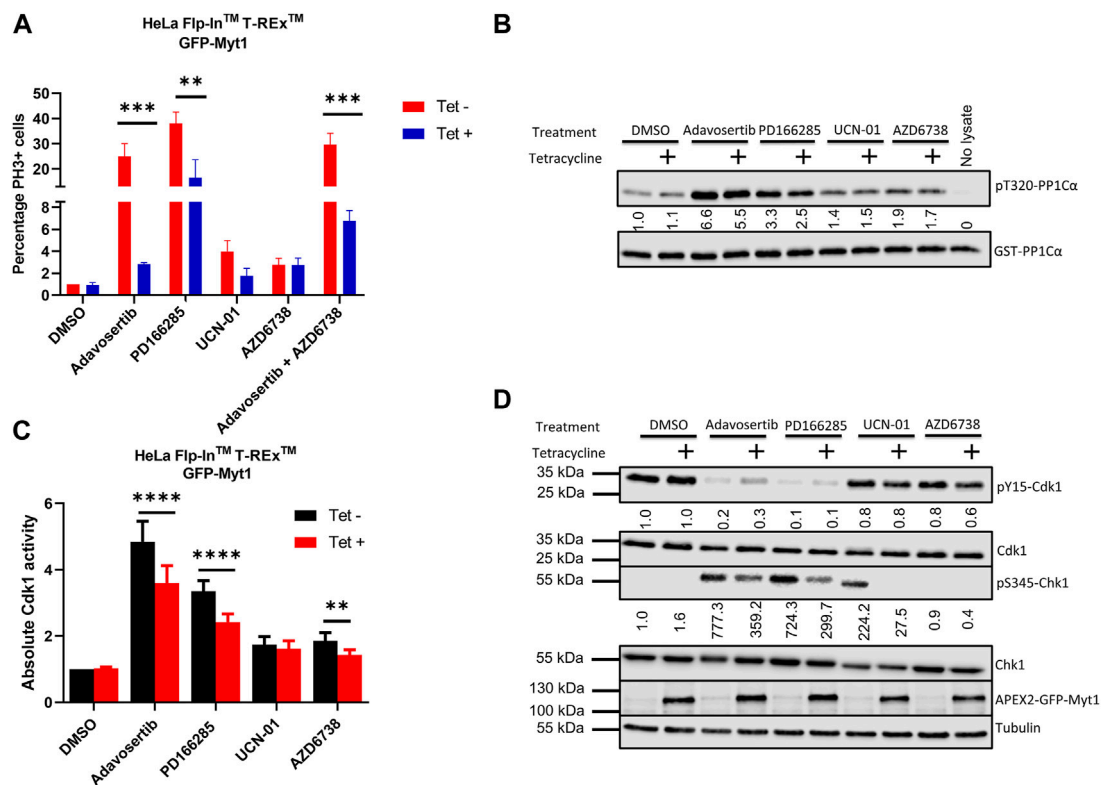 A
HeLa Flp-In™ T-REx™
GFP-Myt1
Percentage PH3+ cells
50
40
30
20
10
8
6
4
2
0
***
**
***
Tet -
Tet +
DMSO
Adavosertib
PD166285
UCN-01
AZD6738
Adavosertib + AZD6738
B
Treatment DMSO Adavosertib PD166285 UCN-01 AZD6738 No lysate
Tetracycline + + + + +
pT320-PP1Cα
1.0 1.1 6.6 5.5 3.3 2.5 1.4 1.5 1.9 1.7 0
GST-PP1Cα
C
HeLa Flp-In™ T-REx™
GFP-Myt1
Absolute Cdk1 activity
6
4
2
0
****
****
**
Tet -
Tet +
DMSO
Adavosertib
PD166285
UCN-01
AZD6738
D
Treatment DMSO Adavosertib PD166285 UCN-01 AZD6738
Tetracycline + + + + +
35 kDa
25 kDa
pY15-Cdk1
1.0 1.0 0.2 0.3 0.1 0.1 0.8 0.8 0.8 0.6
35 kDa
25 kDa
Cdk1
55 kDa
pS345-Chk1
1.0 1.6 777.3 359.2 724.3 299.7 224.2 27.5 0.9 0.4
55 kDa
Chk1
130 kDa
100 kDa
APEX2-GFP-Myt1
55 kDa
Tubulin